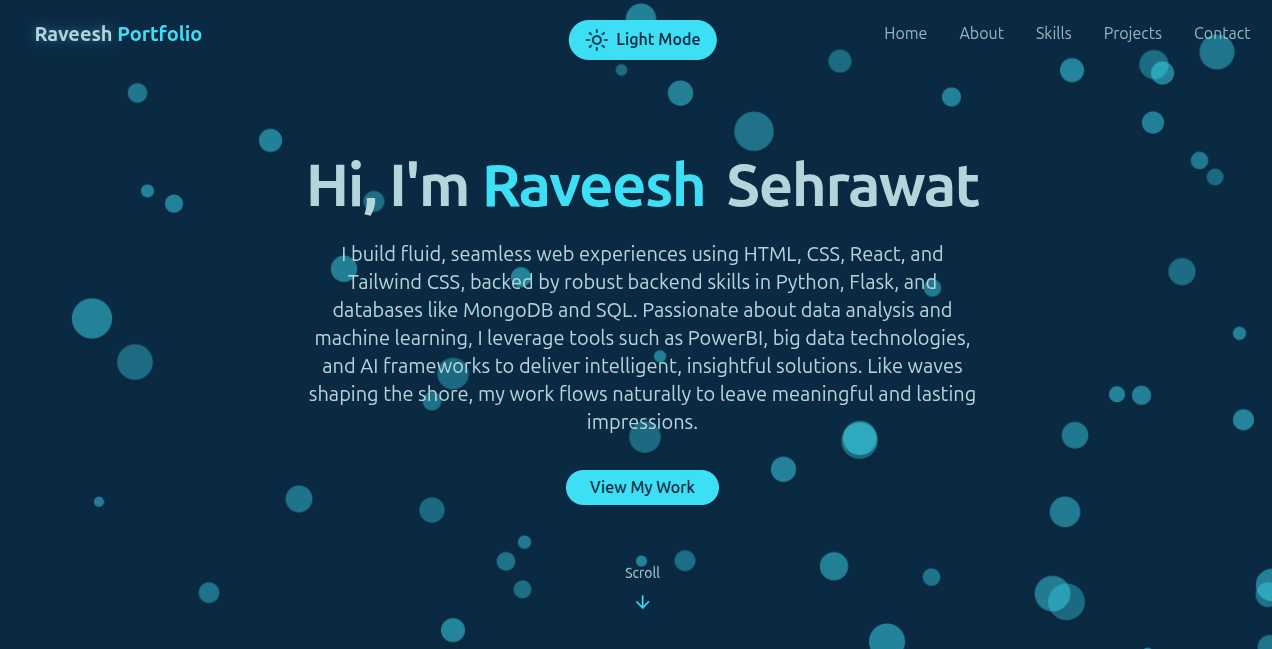 Raveesh Portfolio
Light Mode
Home About Skills Projects Contact
Hi, I'm Raveesh Sehrawat
I build fluid, seamless web experiences using HTML, CSS, React, and
Tailwind CSS, backed by robust backend skills in Python, Flask, and
databases like MongoDB and SQL. Passionate about data analysis and
machine learning, I leverage tools such as PowerBI, big data technologies,
and AI frameworks to deliver intelligent, insightful solutions. Like waves
shaping the shore, my work flows naturally to leave meaningful and lasting
impressions.
View My Work
Scroll